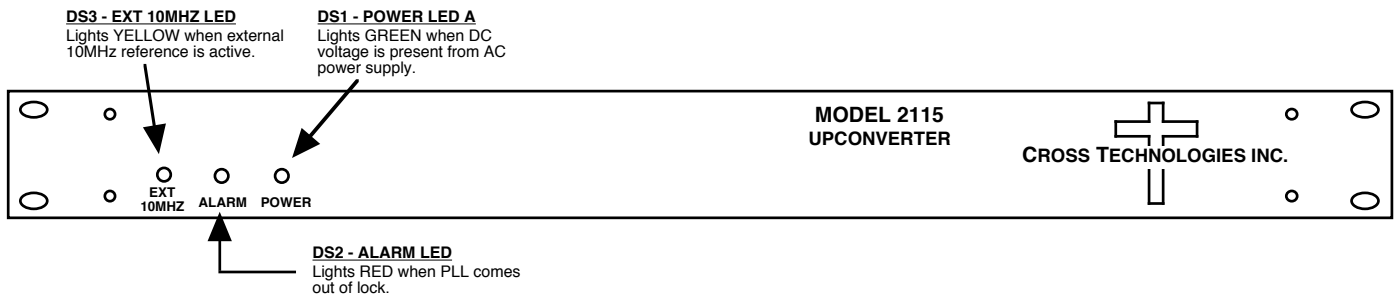 DS3 - EXT 10MHZ LED
Lights YELLOW when external
10MHz reference is active.
DS1 - POWER LED A
Lights GREEN when DC
voltage is present from AC
power supply.
MODEL 2115
UPCONVERTER
CROSS TECHNOLOGIES INC.
EXT
10MHZ
ALARM
POWER
DS2 - ALARM LED
Lights RED when PLL comes
out of lock.